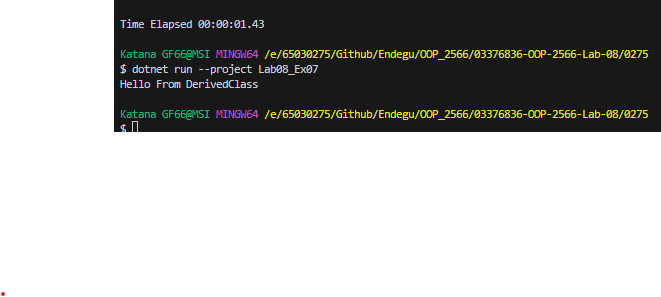 Time Elapsed 00:00:01.43
Katana GF66@MSI MINGW64 /e/65030275/Github/Endegu/OOP_2566/03376836-OOP-2566-Lab-08/0275
$ dotnet run --project Lab08_Ex07
Hello From DerivedClass
Katana GF66@MSI MINGW64 /e/65030275/Github/Endegu/OOP_2566/03376836-OOP-2566-Lab-08/0275
$